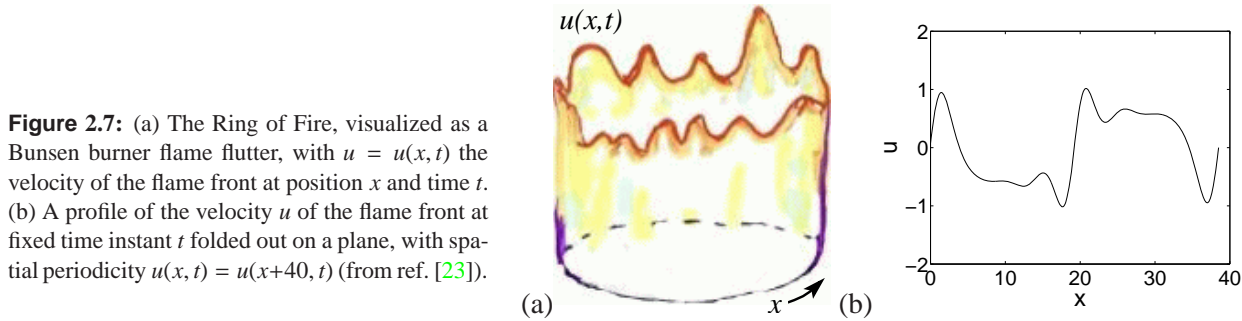 Figure 2.7: (a) The Ring of Fire, visualized as a
Bunsen burner flame flutter, with u = u(x, t) the
velocity of the flame front at position x and time t.
(b) A profile of the velocity u of the flame front at
fixed time instant t folded out on a plane, with spa-
tial periodicity u(x, t) = u(x+40, t) (from ref. [23]).
u(x,t)
x
(a)
2
1
0
−1
−2
u
0 10 20 30 40
x
(b)